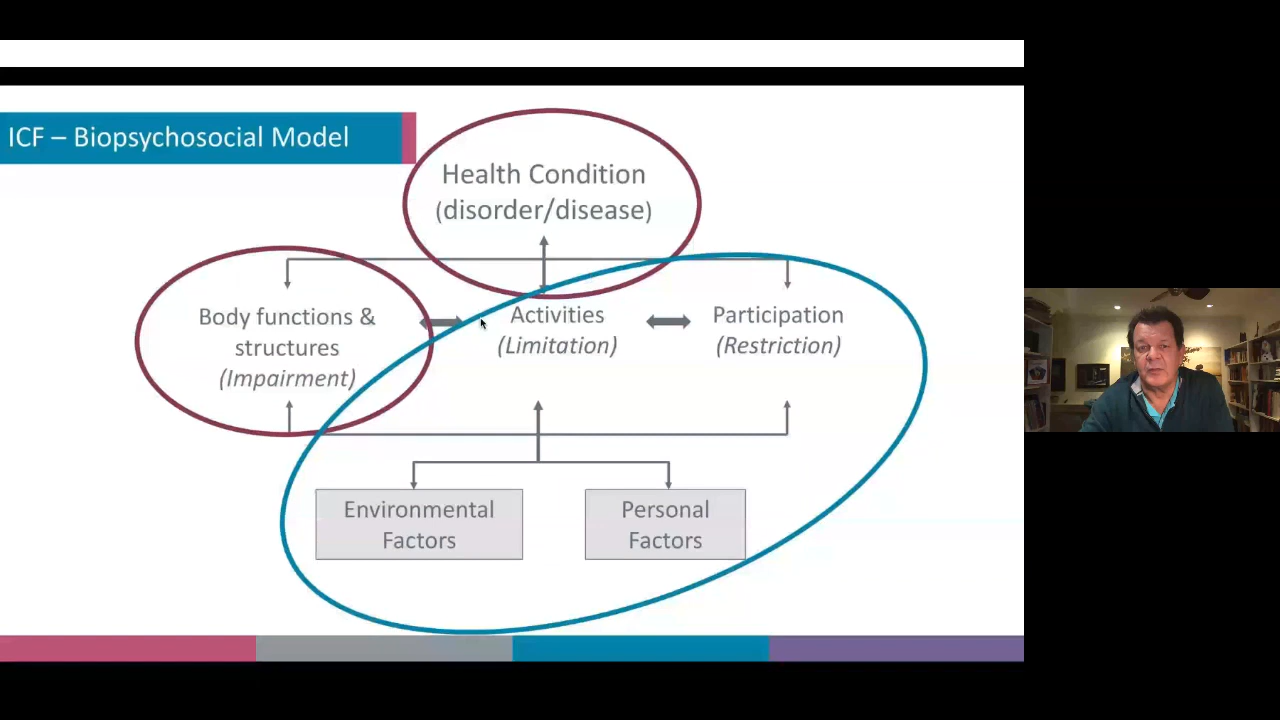 ICF – Biopsychosocial Model
Health Condition
(disorder/disease)
Body functions &
structures
(Impairment)
Activities
(Limitation)
Participation
(Restriction)
Environmental
Factors
Personal
Factors